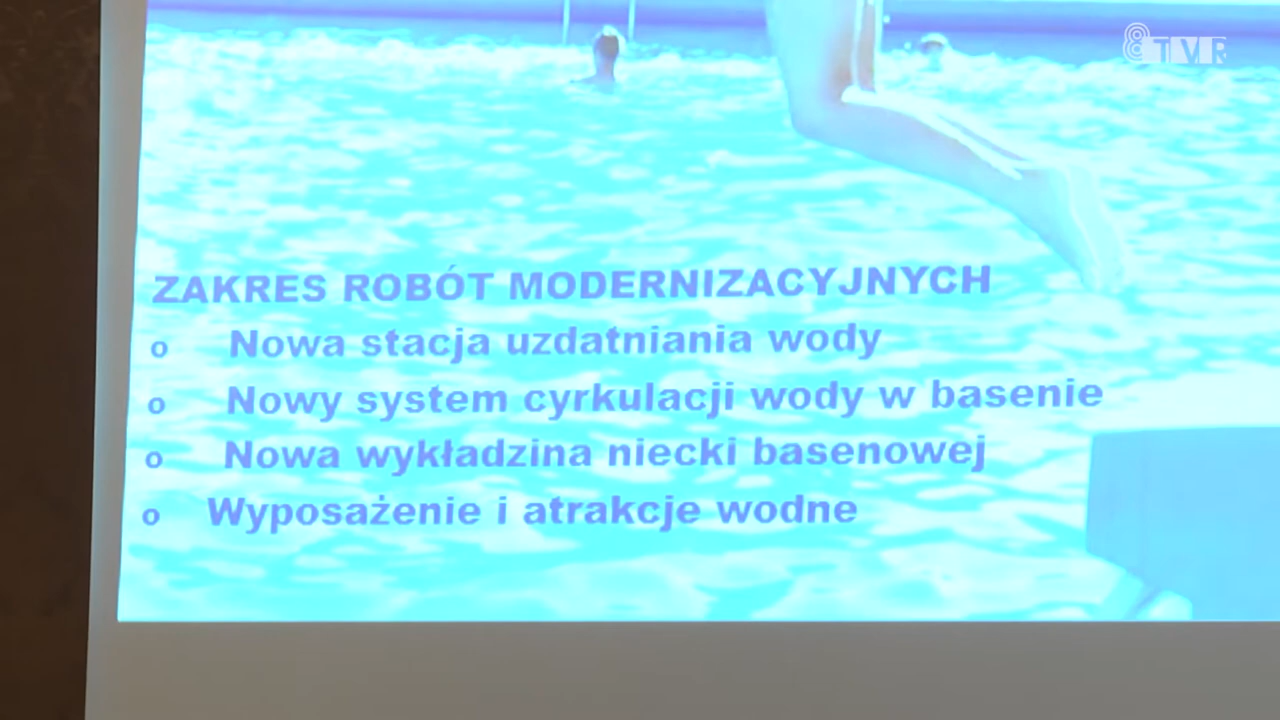 8TVR
ZAKRES ROBÓT MODERNIZACYJNYCH
o Nowa stacja uzdatniania wody
o Nowy system cyrkulacji wody w basenie
o Nowa wykładzina niecki basenowej
o Wyposażenie i atrakcje wodne